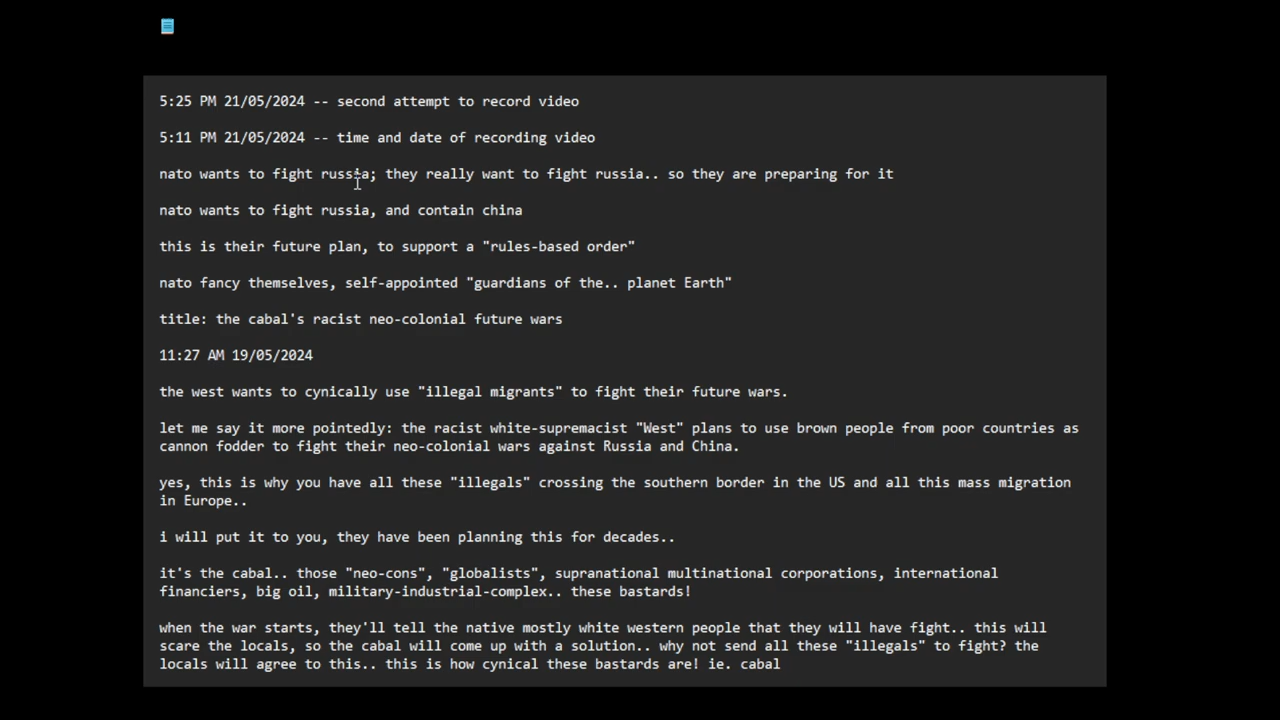 5:25 PM 21/05/2024 -- second attempt to record video
5:11 PM 21/05/2024 -- time and date of recording video
nato wants to fight russia; they really want to fight russia.. so they are preparing for it
nato wants to fight russia, and contain china
this is their future plan, to support a "rules-based order"
nato fancy themselves, self-appointed "guardians of the.. planet Earth"
title: the cabal's racist neo-colonial future wars
11:27 AM 19/05/2024
the west wants to cynically use "illegal migrants" to fight their future wars.
let me say it more pointedly: the racist white-supremacist "West" plans to use brown people from poor countries as
cannon fodder to fight their neo-colonial wars against Russia and China.
yes, this is why you have all these "illegals" crossing the southern border in the US and all this mass migration
in Europe..
i will put it to you, they have been planning this for decades..
it's the cabal.. those "neo-cons", "globalists", supranational multinational corporations, international
financiers, big oil, military-industrial-complex.. these bastards!
when the war starts, they'll tell the native mostly white western people that they will have fight.. this will
scare the locals, so the cabal will come up with a solution.. why not send all these "illegals" to fight? the
locals will agree to this.. this is how cynical these bastards are! ie. cabal